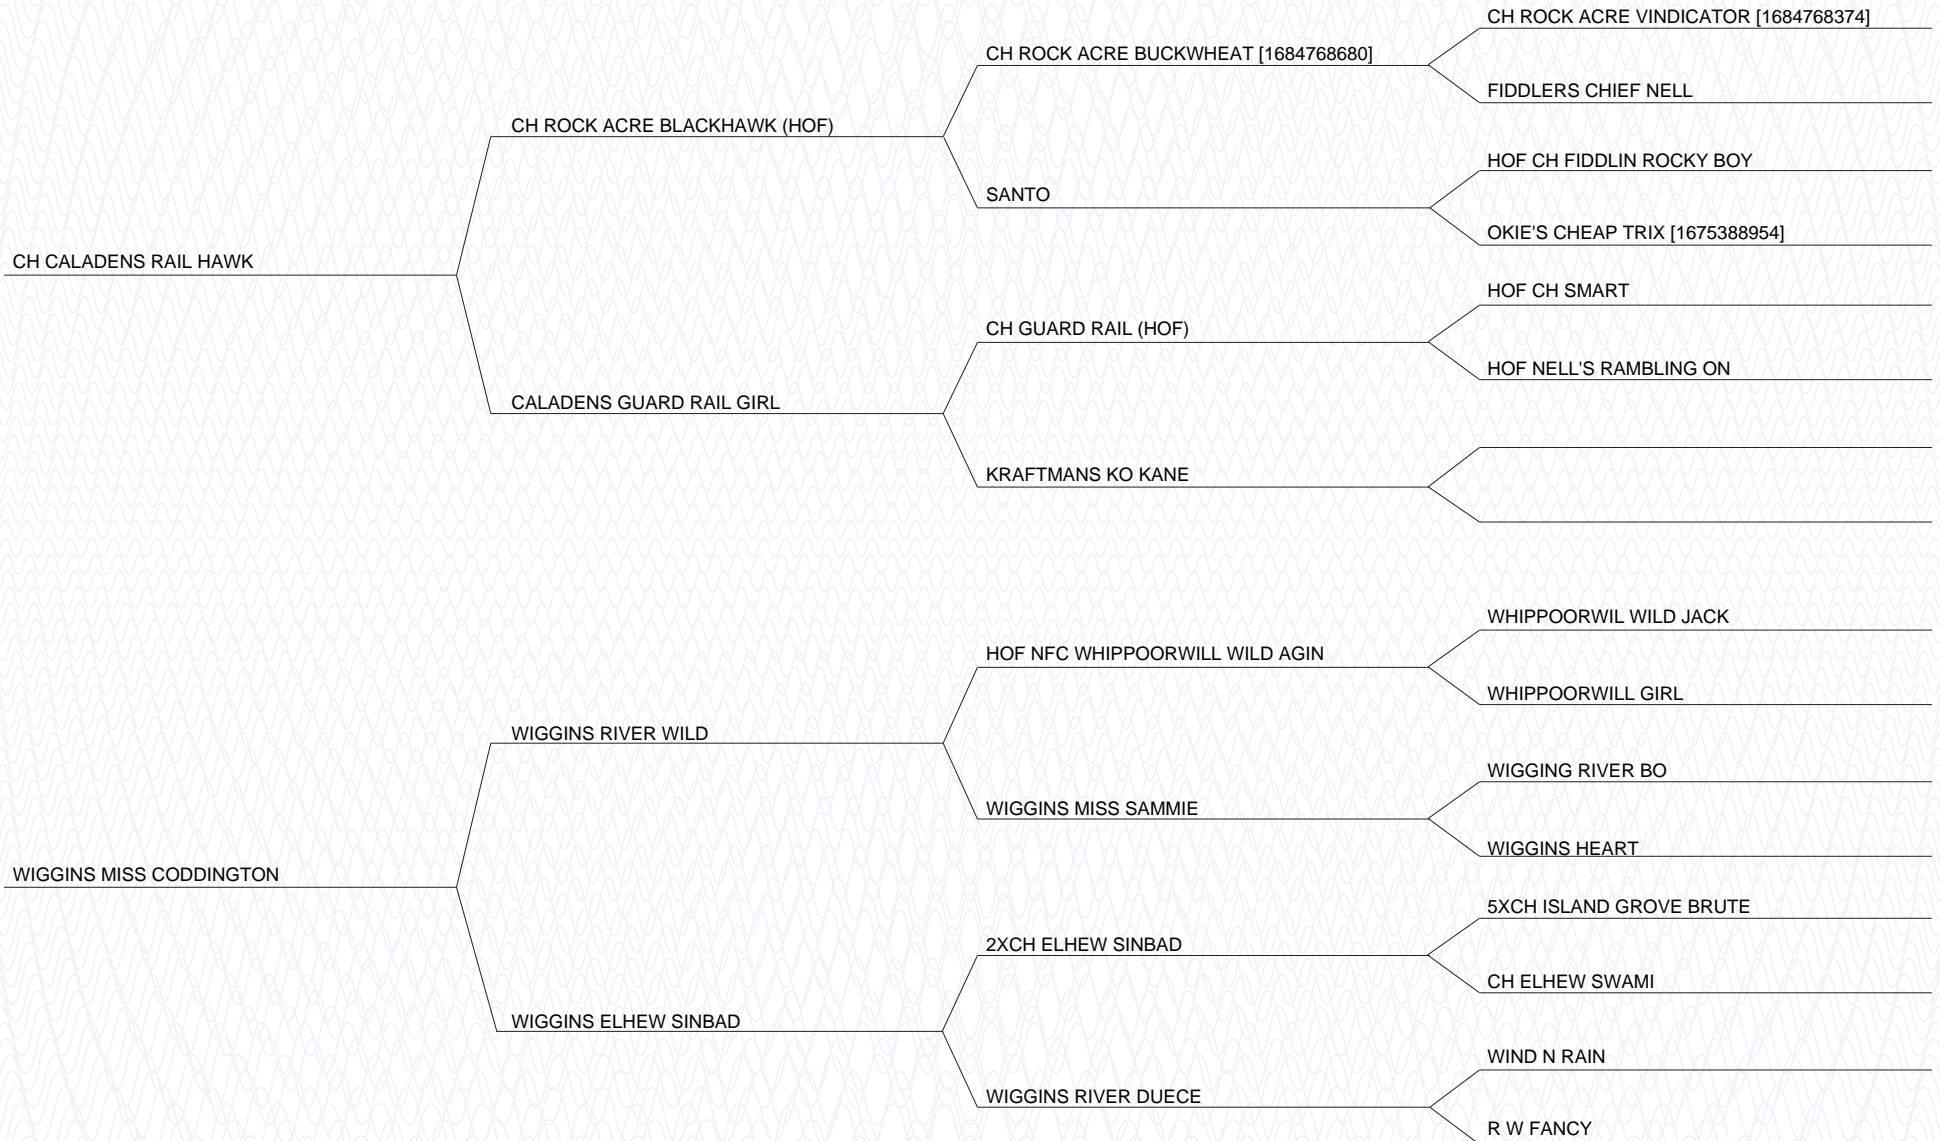 CH ROCK ACRE VINDICATOR [1684768374]
CH ROCK ACRE BUCKWHEAT [1684768680]
FIDDLERS CHIEF NELL
CH ROCK ACRE BLACKHAWK (HOF)
HOF CH FIDDLIN ROCKY BOY
SANTO
OKIE'S CHEAP TRIX [1675388954]
CH CALADENS RAIL HAWK
HOF CH SMART
CH GUARD RAIL (HOF)
HOF NELL'S RAMBLING ON
CALADENS GUARD RAIL GIRL
KRAFTMANS KO KANE
WHIPPOORWIL WILD JACK
HOF NFC WHIPPOORWILL WILD AGIN
WHIPPOORWILL GIRL
WIGGINS RIVER WILD
WIGGING RIVER BO
WIGGINS MISS SAMMIE
WIGGINS HEART
WIGGINS MISS CODDINGTON
5XCH ISLAND GROVE BRUTE
2XCH ELHEW SINBAD
CH ELHEW SWAMI
WIGGINS ELHEW SINBAD
WIND N RAIN
WIGGINS RIVER DUECE
R W FANCY